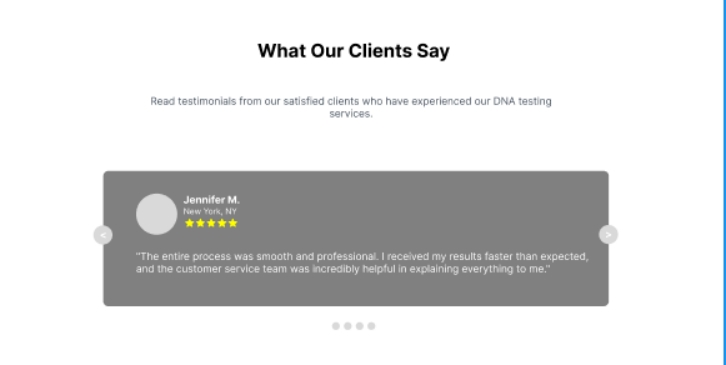 What Our Clients Say
Read testimonials from our satisfied clients who have experienced our DNA testing
services.
Jennifer M.
New York, NY
"The entire process was smooth and professional. I received my results faster than expected,
and the customer service team was incredibly helpful in explaining everything to me."
<
>